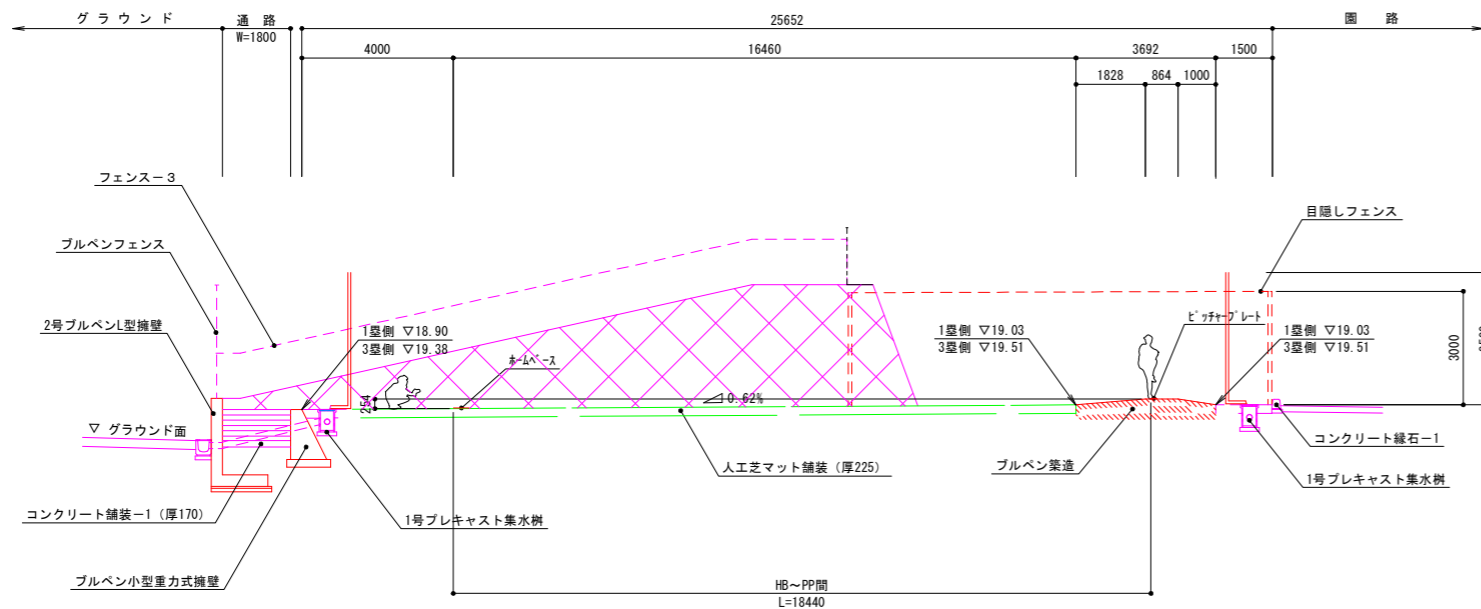 グラウンド
通路
W=1800
25652
園路
4000
16460
3692
1500
1828
864
1000
フェンス－3
目隠しフェンス
ブルペンフェンス
2号ブルペンL型擁壁
1塁側 ▽18.90
3塁側 ▽19.38
ホームベース
1塁側 ▽19.03
3塁側 ▽19.51
ピッチャープレート
1塁側 ▽19.03
3塁側 ▽19.51
3000
254
0.62%
▽ グラウンド面
コンクリート縁石－1
人工芝マット舗装（厚225）
ブルペン築造
1号プレキャスト集水桝
コンクリート舗装－1（厚170）
1号プレキャスト集水桝
ブルペン小型重力式擁壁
HB～PP間
L=18440